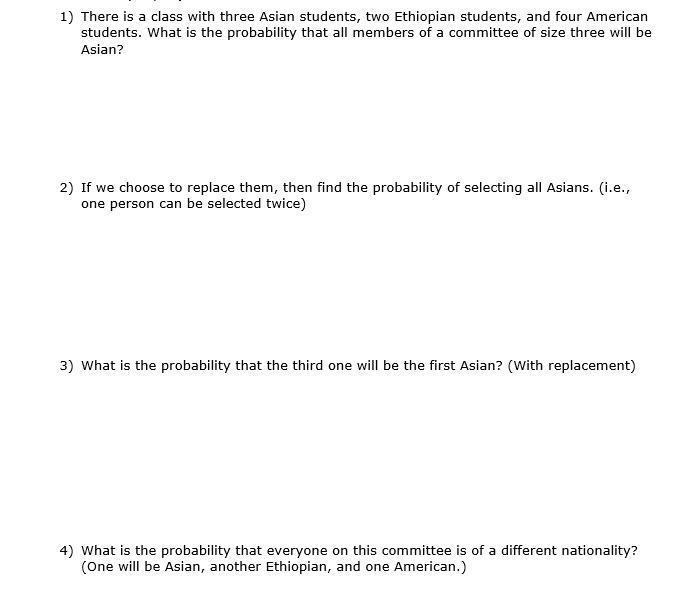 1) There is a class with three Asian students, two Ethiopian students, and four American
students. What is the probability that all members of a committee of size three will be
Asian?
2) If we choose to replace them, then find the probability of selecting all Asians. (i.e.,
one person can be selected twice)
3) What is the probability that the third one will be the first Asian? (With replacement)
4) What is the probability that everyone on this committee is of a different nationality?
(One will be Asian, another Ethiopian, and one American.)